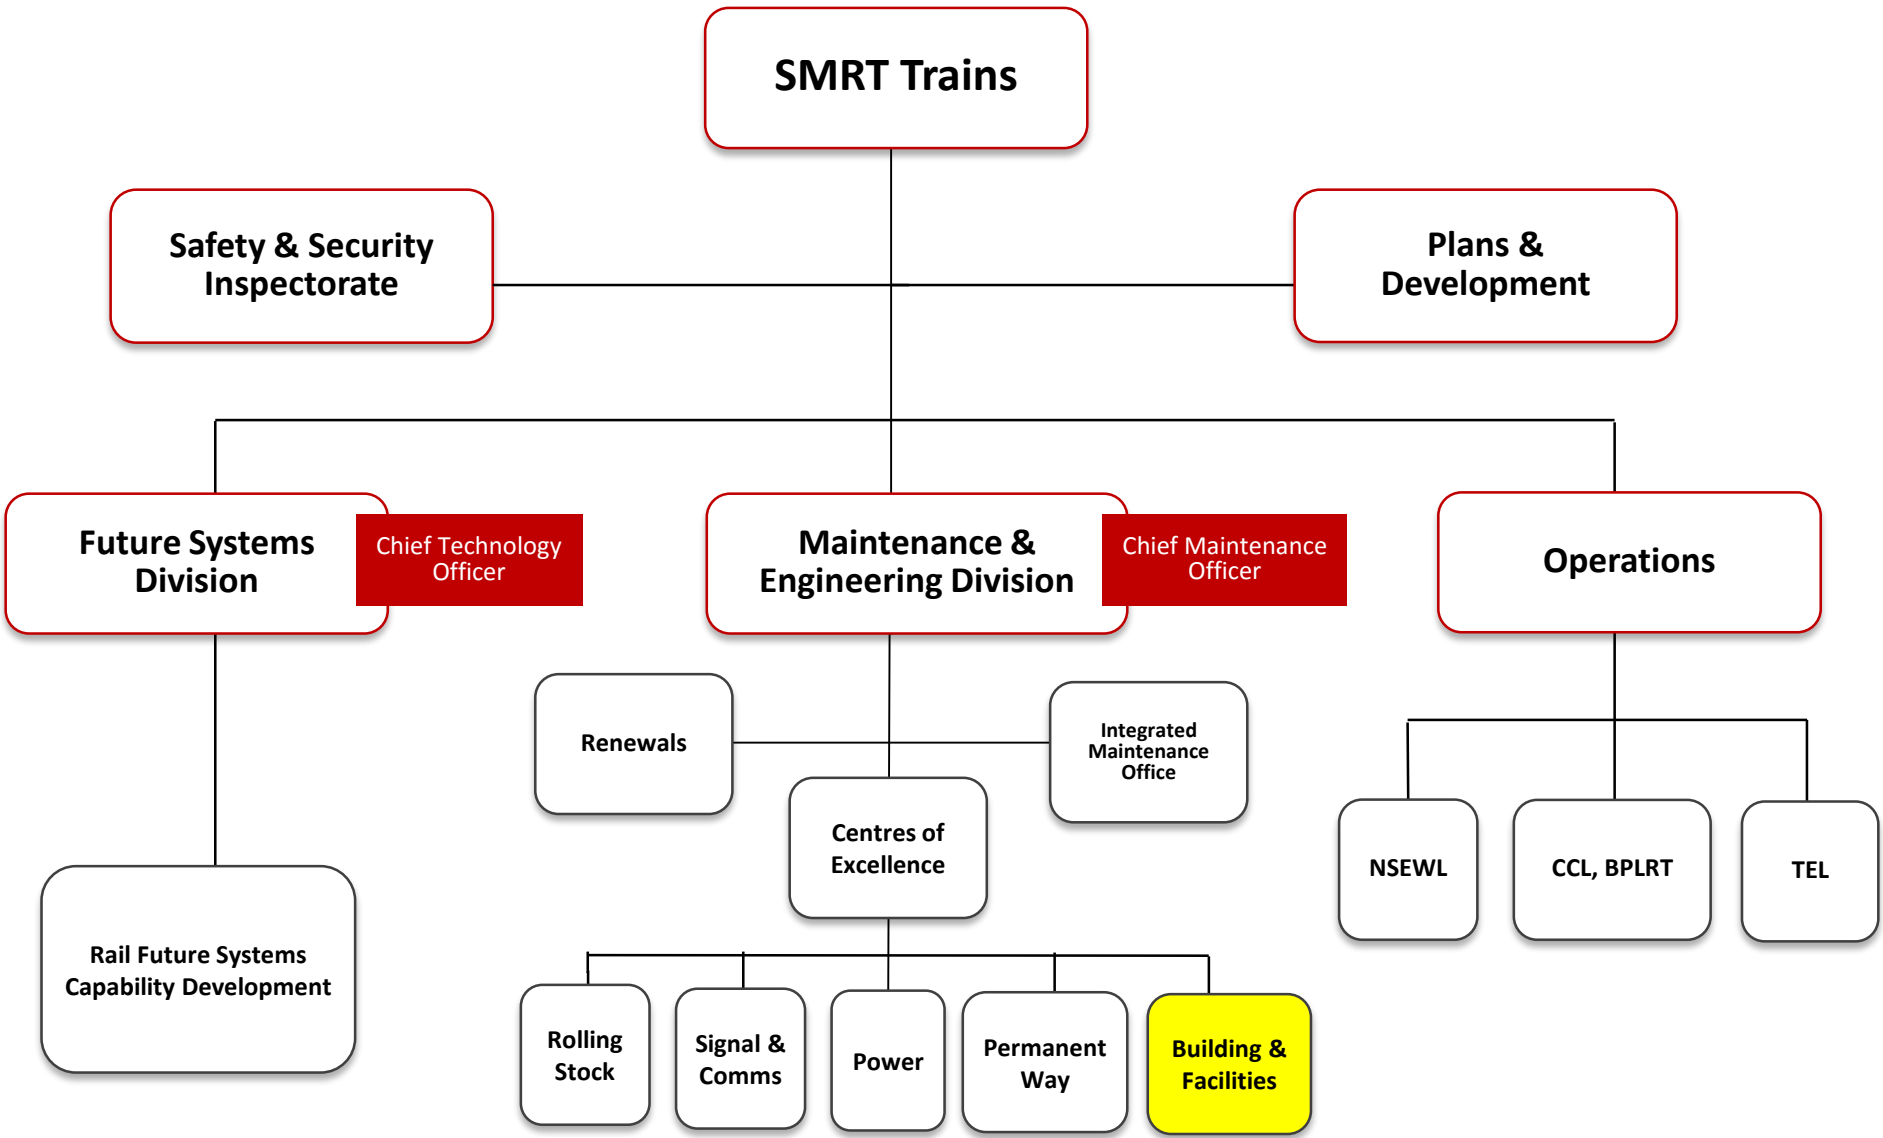 SMRT Trains
Safety & Security
Inspectorate
Plans &
Development
Future Systems
Division
Chief Technology
Officer
Maintenance &
Engineering Division
Chief Maintenance
Officer
Operations
Renewals
Integrated
Maintenance
Office
Centres of
Excellence
NSEWL
CCL, BPLRT
TEL
Rail Future Systems
Capability Development
Rolling
Stock
Signal &
Comms
Power
Permanent
Way
Building &
Facilities